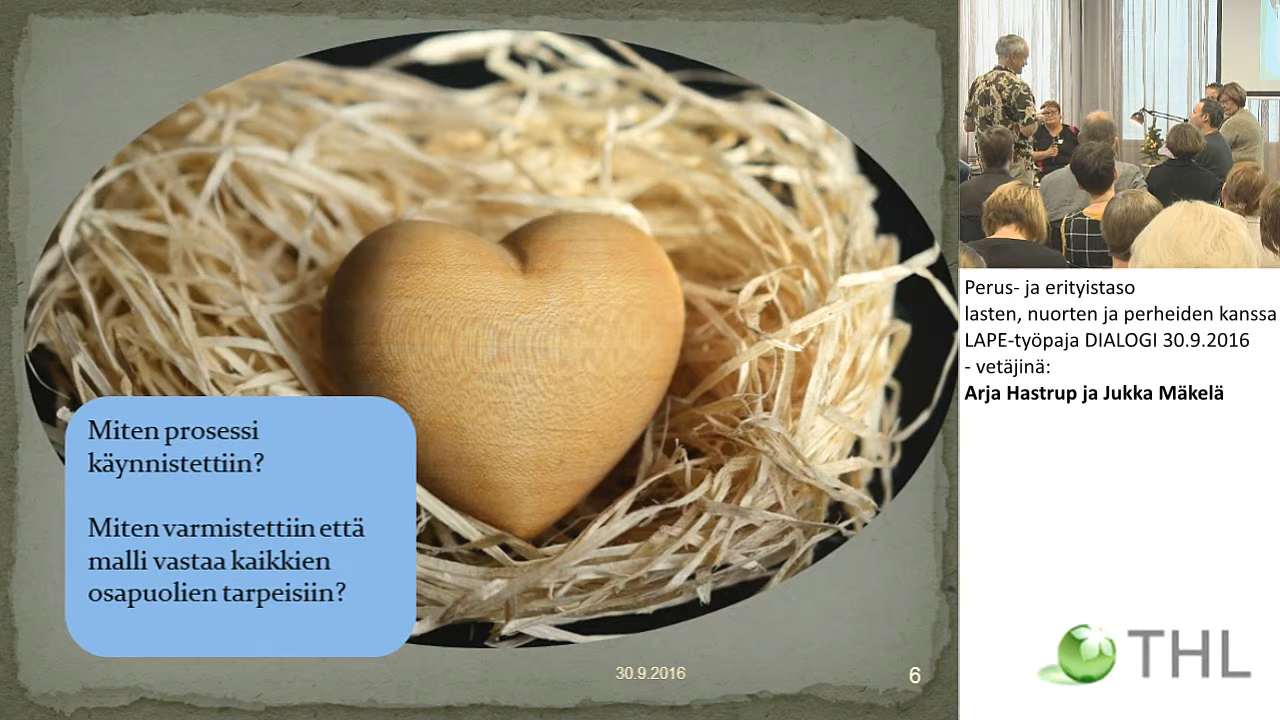 Miten prosessi
käynnistettiin?
Miten varmistettiin että
malli vastaa kaikkien
osapuolien tarpeisiin?
30.9.2016
6
Perus- ja erityistaso
lasten, nuorten ja perheiden kanssa
LAPE-työpaja DIALOGI 30.9.2016
- vetäjinä:
Arja Hastrup ja Jukka Mäkelä
THL